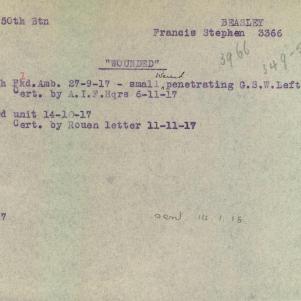 50th Btn BEASLEY
Francis Stephen 3366
3966
"WOUNDED"
wound
h Fld.Amb. 27-9-17 - small penetrating G.S.W.Left
Cert. by A.I.F.Hqrs 6-11-17
d unit 14-10-17
Cert. by Rouen letter 11-11-17
7